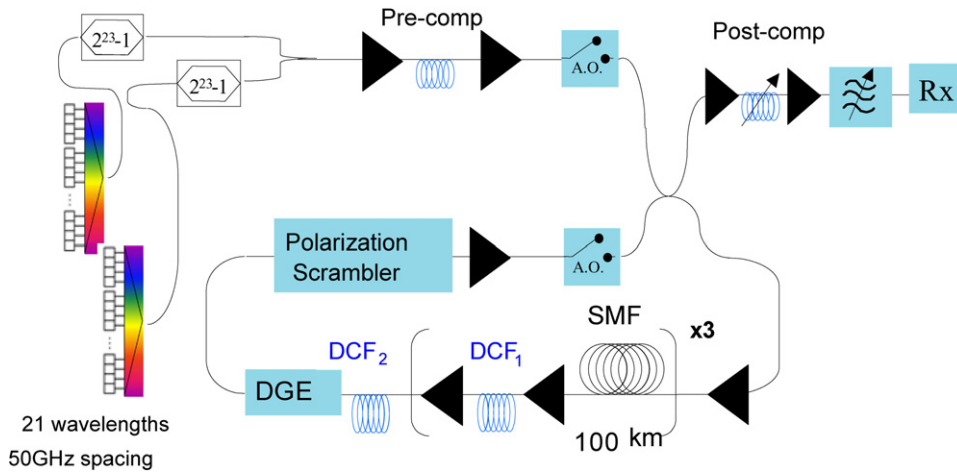 Pre-comp
Post-comp
2²³-1
2²³-1
A.O.
Rx
Polarization
Scrambler
A.O.
SMF
x3
DCF₂
DCF₁
DGE
100 km
21 wavelengths
50GHz spacing